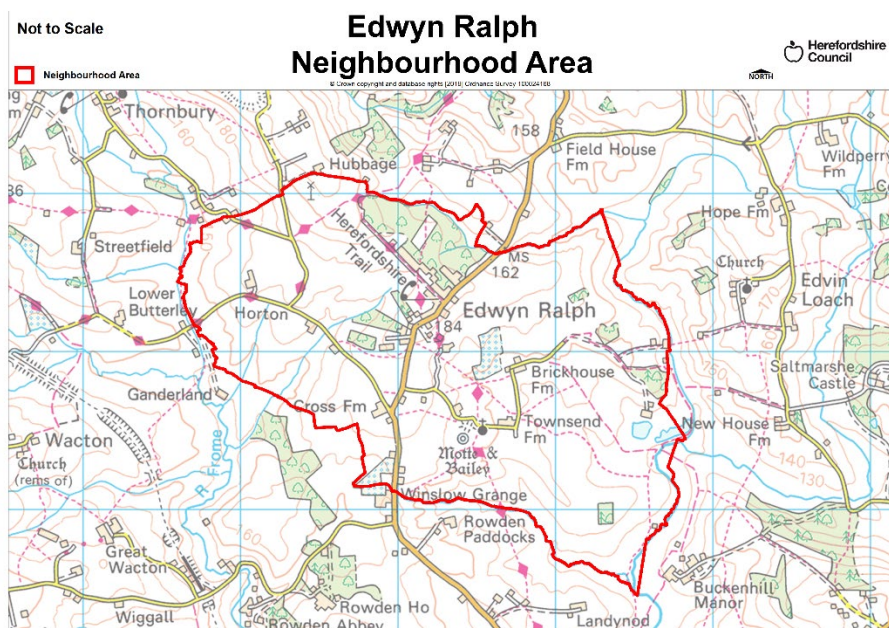 Not to Scale
Edwyn Ralph
Neighbourhood Area
Neighbourhood Area
© Crown copyright and database rights [2018] Ordnance Survey 100024168
NORTH
Herefordshire
Council
Thornbury
160
158
Hubbage
Field House
Fm
Wildperry
Fm
36
Streetfield
Herefordshire
Trail
MS
162
Hope Fm
Church
Edvin
Loach
170
Lower
Butterley
Horton
Edwyn Ralph
184
Brickhouse
Fm
150
Saltmarshe
Castle
Ganderland
Cross Fm
Townsend
Fm
New House
Fm
Motte &
Bailey
140
130
Wacton
Church
(rems of)
R Frome
Winslow Grange
Rowden
Paddocks
Great
Wacton
160
Wiggall
Rowden Ho
Rowden Abbey
Landynod
Buckenhill
Manor